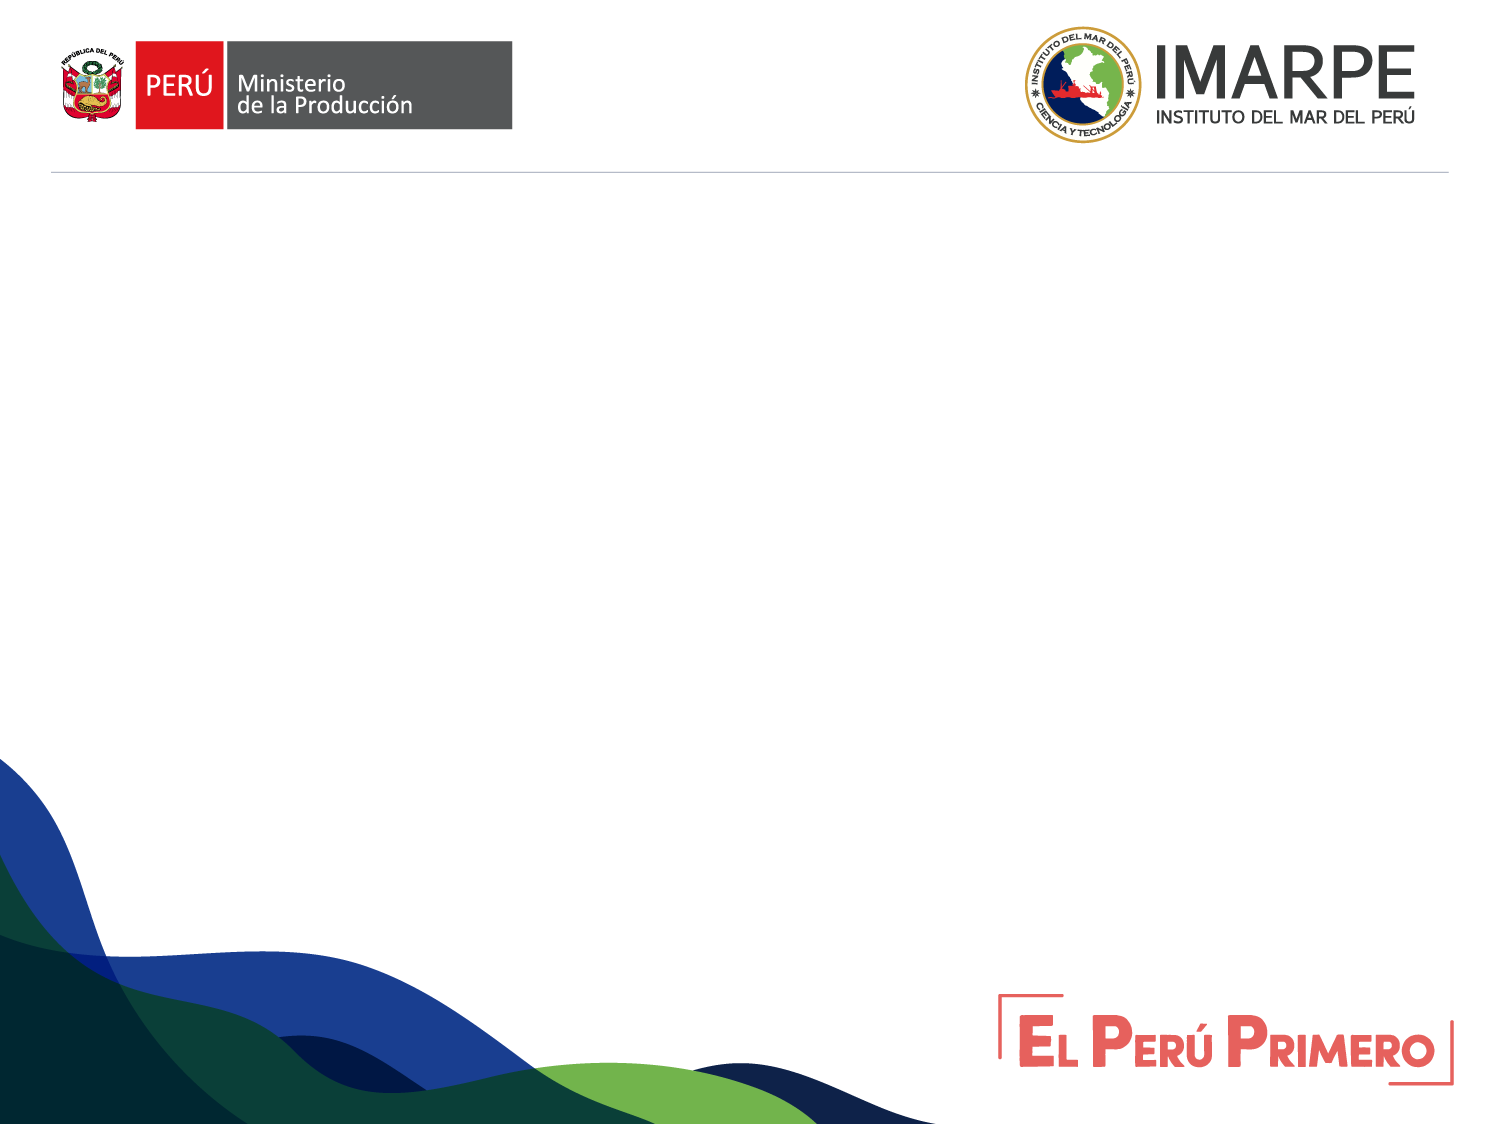 REPÚBLICA DEL PERÚ
PERÚ
Ministerio
de la Producción
INSTITUTO DEL MAR DEL PERÚ
CIENCIA Y TECNOLOGÍA
IMARPE
INSTITUTO DEL MAR DEL PERÚ
EL PERÚ PRIMERO